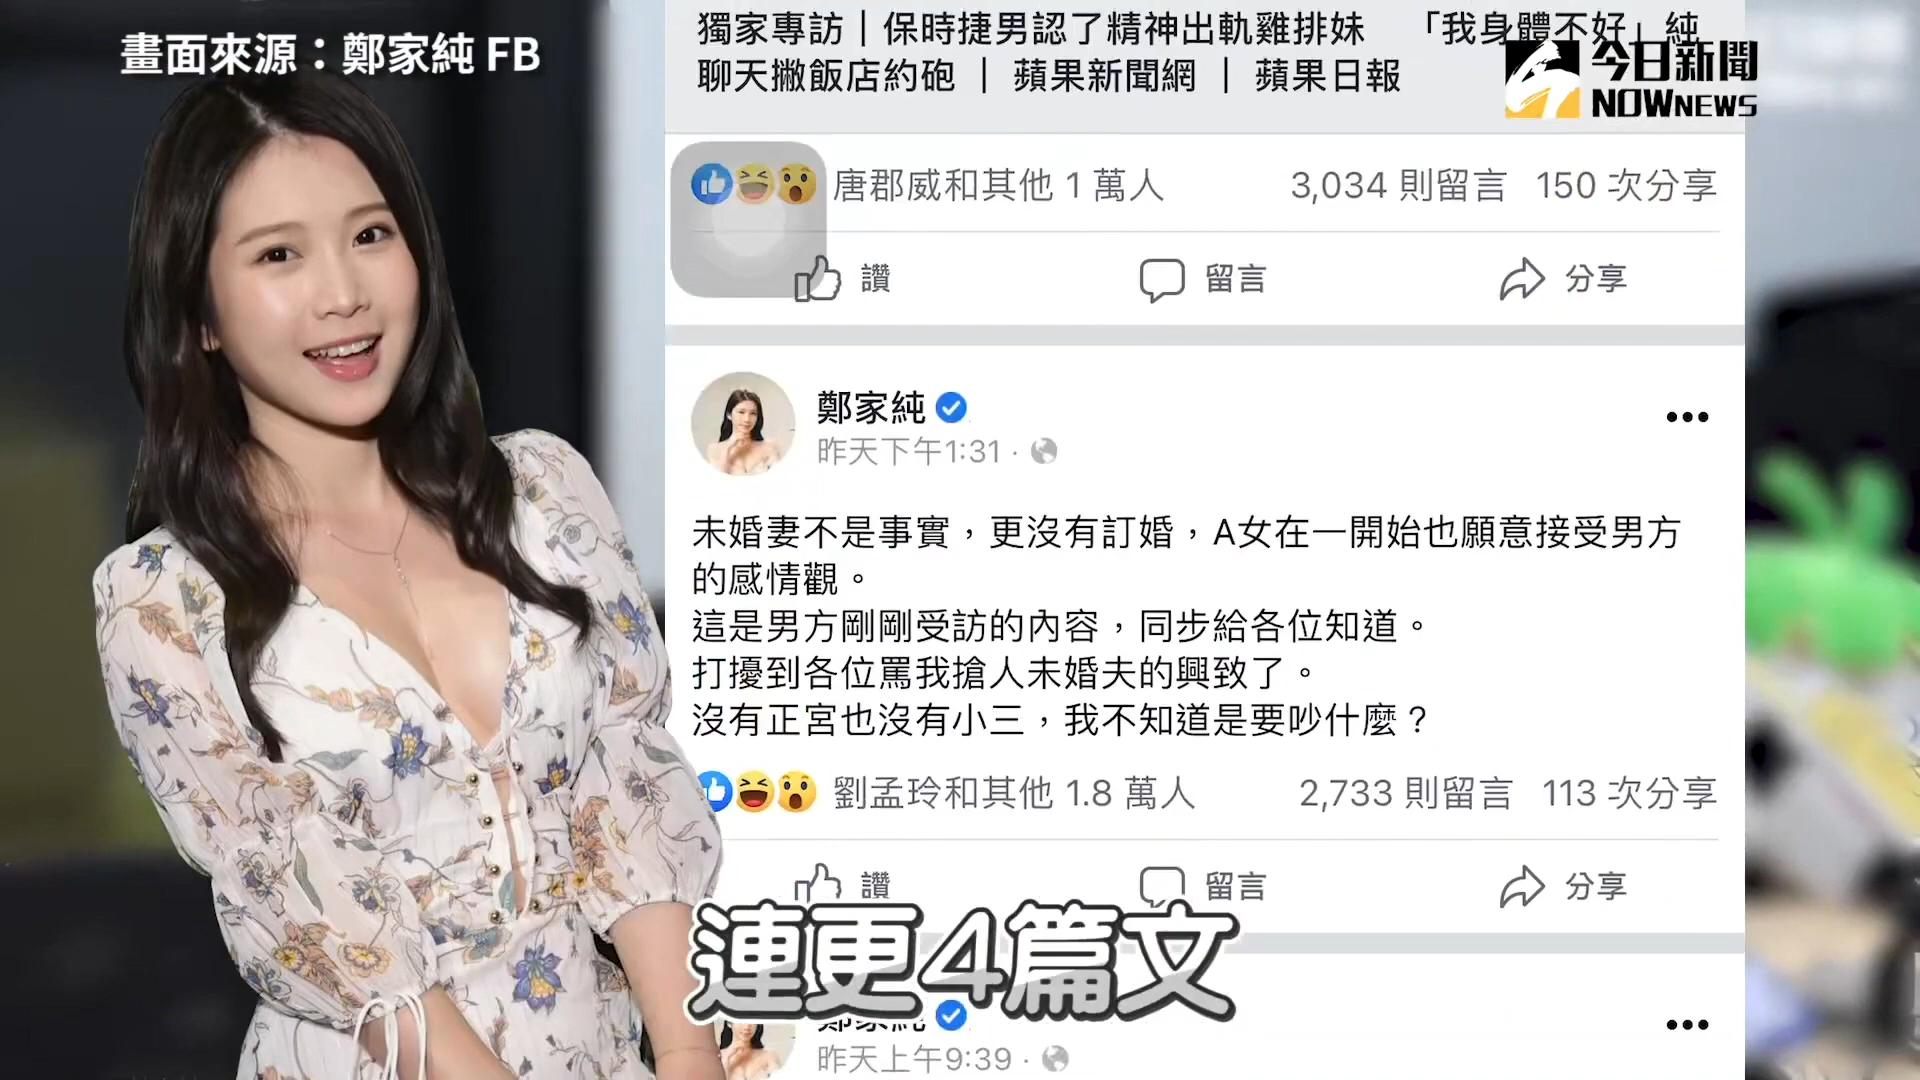 畫面來源：鄭家純 FB
獨家專訪｜保時捷男認了精神出軌雞排妹 「我身體不好」純
聊天撇飯店約砲 ｜ 蘋果新聞網 ｜ 蘋果日報
今日新聞
NOWNEWS
唐郡威和其他 1 萬人 3,034 則留言 150 次分享
讚 留言 分享
鄭家純
昨天下午1:31 ·
未婚妻不是事實，更沒有訂婚，A女在一開始也願意接受男方
的感情觀。
這是男方剛剛受訪的內容，同步給各位知道。
打擾到各位罵我搶人未婚夫的興致了。
沒有正宮也沒有小三，我不知道是要吵什麼？
劉孟玲和其他 1.8 萬人 2,733 則留言 113 次分享
讚 留言 分享
連更4篇文
鄭家純
昨天上午9:39 ·